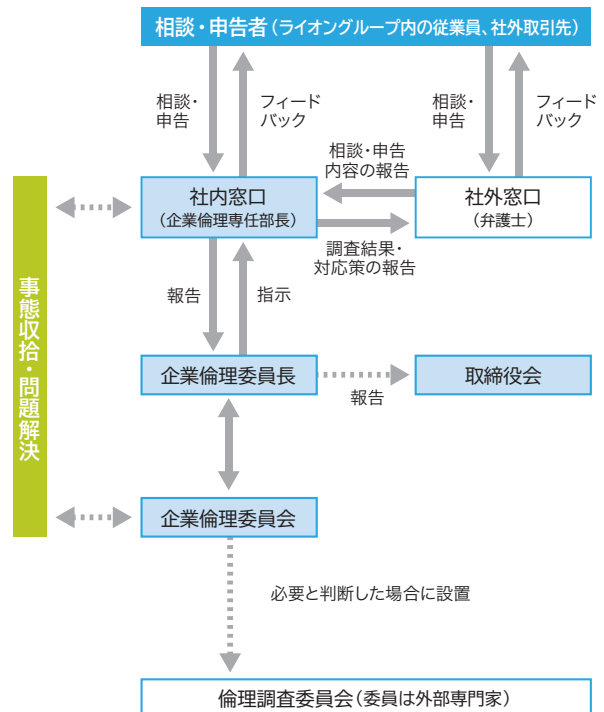 相談・申告者（ライオングループ内の従業員、社外取引先）
相談・
申告
フィード
バック
相談・
申告
フィード
バック
相談・申告
内容の報告
社内窓口
（企業倫理専任部長）
社外窓口
（弁護士）
調査結果・
対応策の報告
事態収拾・問題解決
報告
指示
企業倫理委員長
取締役会
報告
企業倫理委員会
必要と判断した場合に設置
倫理調査委員会（委員は外部専門家）